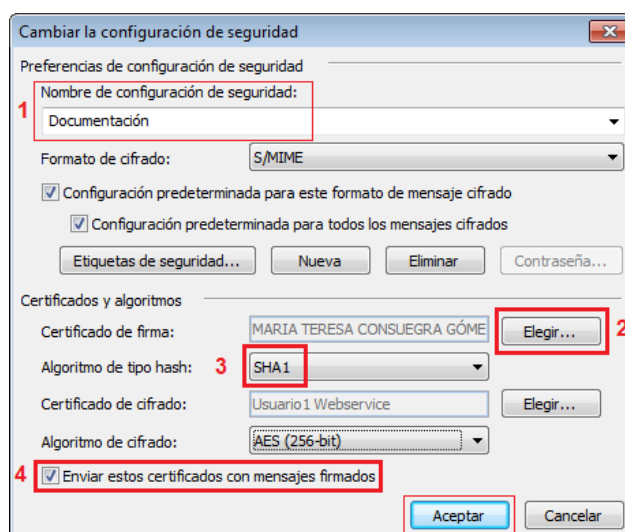 Cambiar la configuración de seguridad
Preferencias de configuración de seguridad
Nombre de configuración de seguridad:
1
Documentación
Formato de cifrado: S/MIME
Configuración predeterminada para este formato de mensaje cifrado
Configuración predeterminada para todos los mensajes cifrados
Etiquetas de seguridad... Nueva Eliminar Contraseña...
Certificados y algoritmos
Certificado de firma: MARIA TERESA CONSUEGRA GÓME Elegir... 2
Algoritmo de tipo hash: 3 SHA1
Certificado de cifrado: Usuario1 Webservice Elegir...
Algoritmo de cifrado: AES (256-bit)
4 Enviar estos certificados con mensajes firmados
Aceptar Cancelar